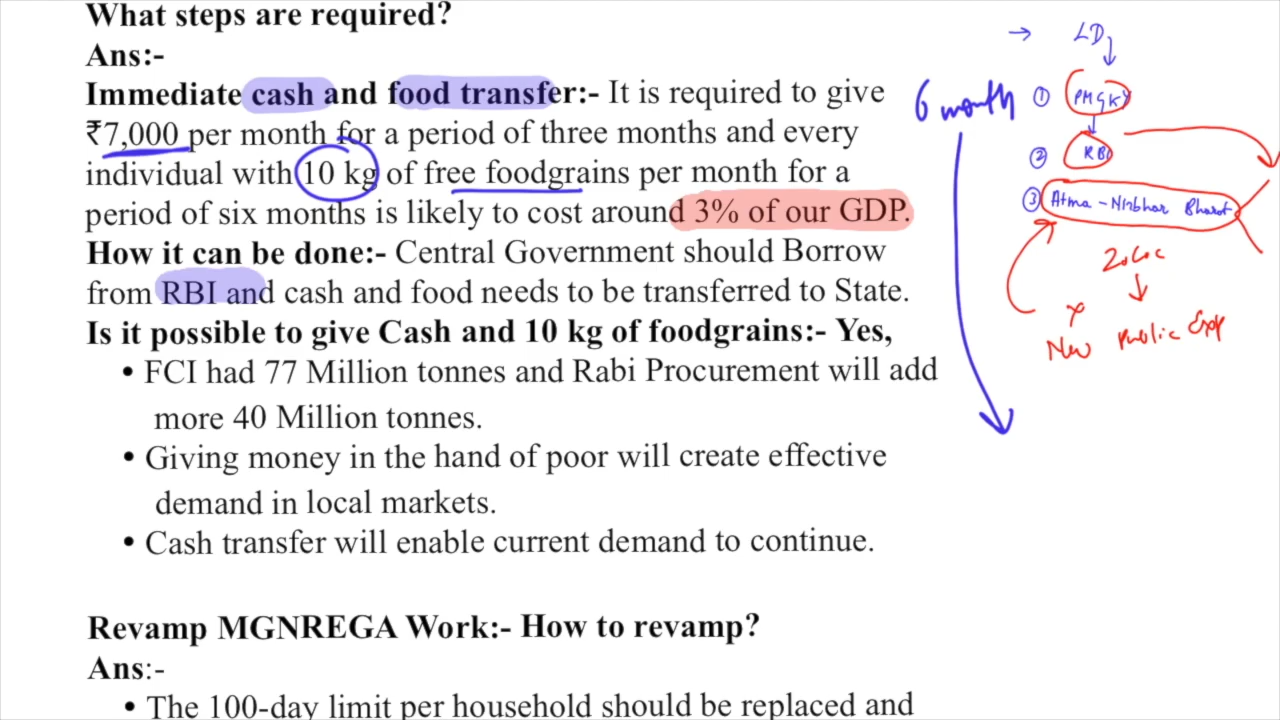 What steps are required?
Ans:-
Immediate cash and food transfer:- It is required to give
₹7,000 per month for a period of three months and every
individual with 10 kg of free foodgrains per month for a
period of six months is likely to cost around 3% of our GDP.
How it can be done:- Central Government should Borrow
from RBI and cash and food needs to be transferred to State.
Is it possible to give Cash and 10 kg of foodgrains:- Yes,
• FCI had 77 Million tonnes and Rabi Procurement will add
more 40 Million tonnes.
• Giving money in the hand of poor will create effective
demand in local markets.
• Cash transfer will enable current demand to continue.
Revamp MGNREGA Work:- How to revamp?
Ans:-
• The 100-day limit per household should be replaced and
6 month
→ LD
① PMGKY
② RBI
③ Atma-Nirbhar Bharat
New Public Exp